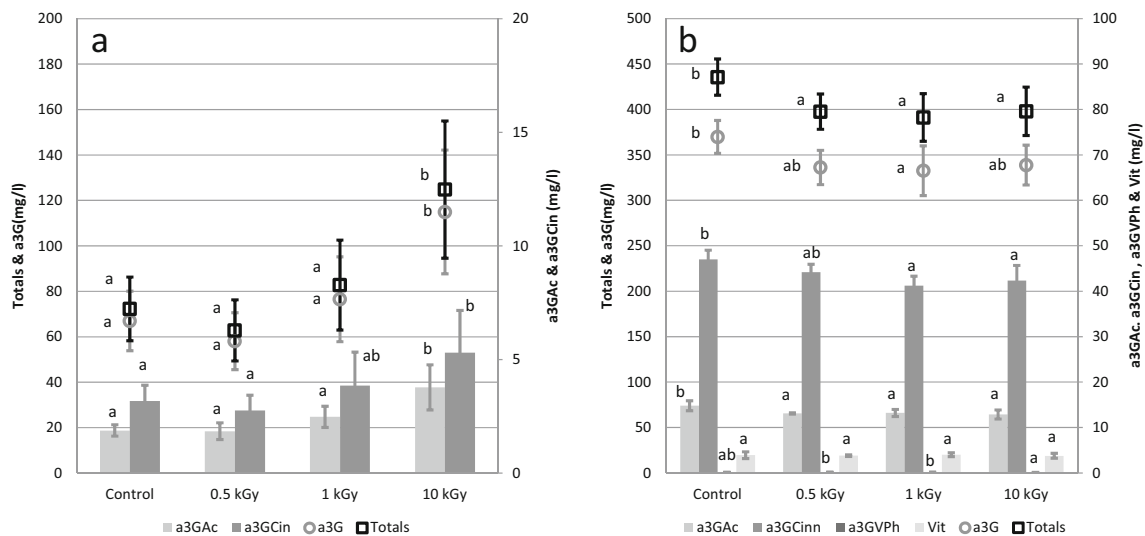 a
Totals & a3G(mg/l)
200
180
160
140
120
100
80
60
40
20
0
20
15
10
5
0
a3GAc & a3GCin (mg/l)
a
a
a
a
a
a
a
a
a
a
a
ab
b
b
b
b
Control
0.5 kGy
1 kGy
10 kGy
a3GAc
a3GCin
a3G
Totals
b
Totals & a3G(mg/l)
500
450
400
350
300
250
200
150
100
50
0
100
90
80
70
60
50
40
30
20
10
0
a3GAc. a3GCin , a3GVPh & Vit (mg/l)
b
a
a
a
b
ab
a
ab
b
ab
a
a
b
a
a
a
ab
a
b
a
b
a
a
a
Control
0.5 kGy
1 kGy
10 kGy
a3GAc
a3GCinn
a3GVPh
Vit
a3G
Totals